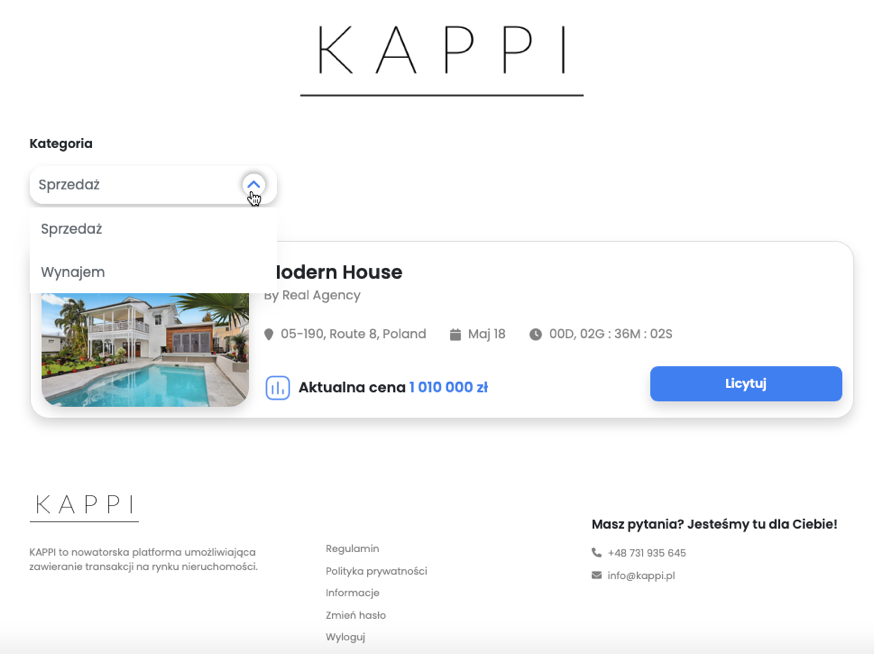 KAPPI
Kategoria
Sprzedaż
Sprzedaż
Wynajem
Modern House
By Real Agency
05-190, Route 8, Poland Maj 18 00D, 02G : 36M : 02S
Aktualna cena 1 010 000 zł
Licytuj
KAPPI
KAPPI to nowatorska platforma umożliwiająca
zawieranie transakcji na rynku nieruchomości.
Regulamin
Polityka prywatności
Informacje
Zmień hasło
Wyloguj
Masz pytania? Jesteśmy tu dla Ciebie!
+48 731 935 645
info@kappi.pl